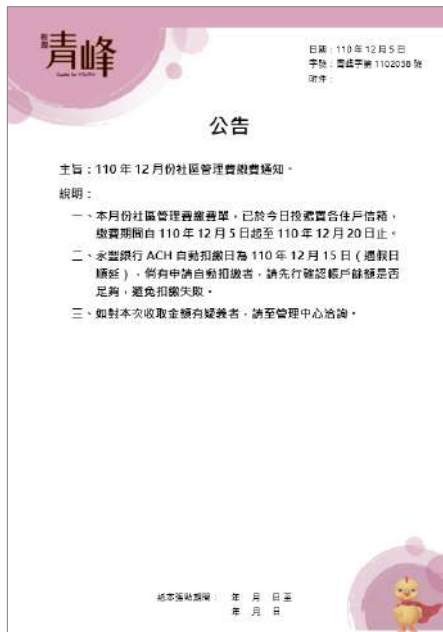 青峰
日期：110 年 12 月 5 日
字號：青峰字第 1102038 號
附件：
公告
主旨：110 年 12 月份社區管理費繳費通知。
說明：
一、本月份社區管理費繳費單，已於今日投遞置各住戶信箱，
繳費期間自 110 年 12 月 5 日起至 110 年 12 月 20 日止。
二、永豐銀行 ACH 自動扣繳日為 110 年 12 月 15 日（遇假日
順延），倘有申請自動扣繳者，請先行確認帳戶餘額是否
足夠，避免扣繳失敗。
三、如對本次收取金額有疑義者，請至管理中心洽詢。
紙本張貼期間： 年 月 日至
年 月 日